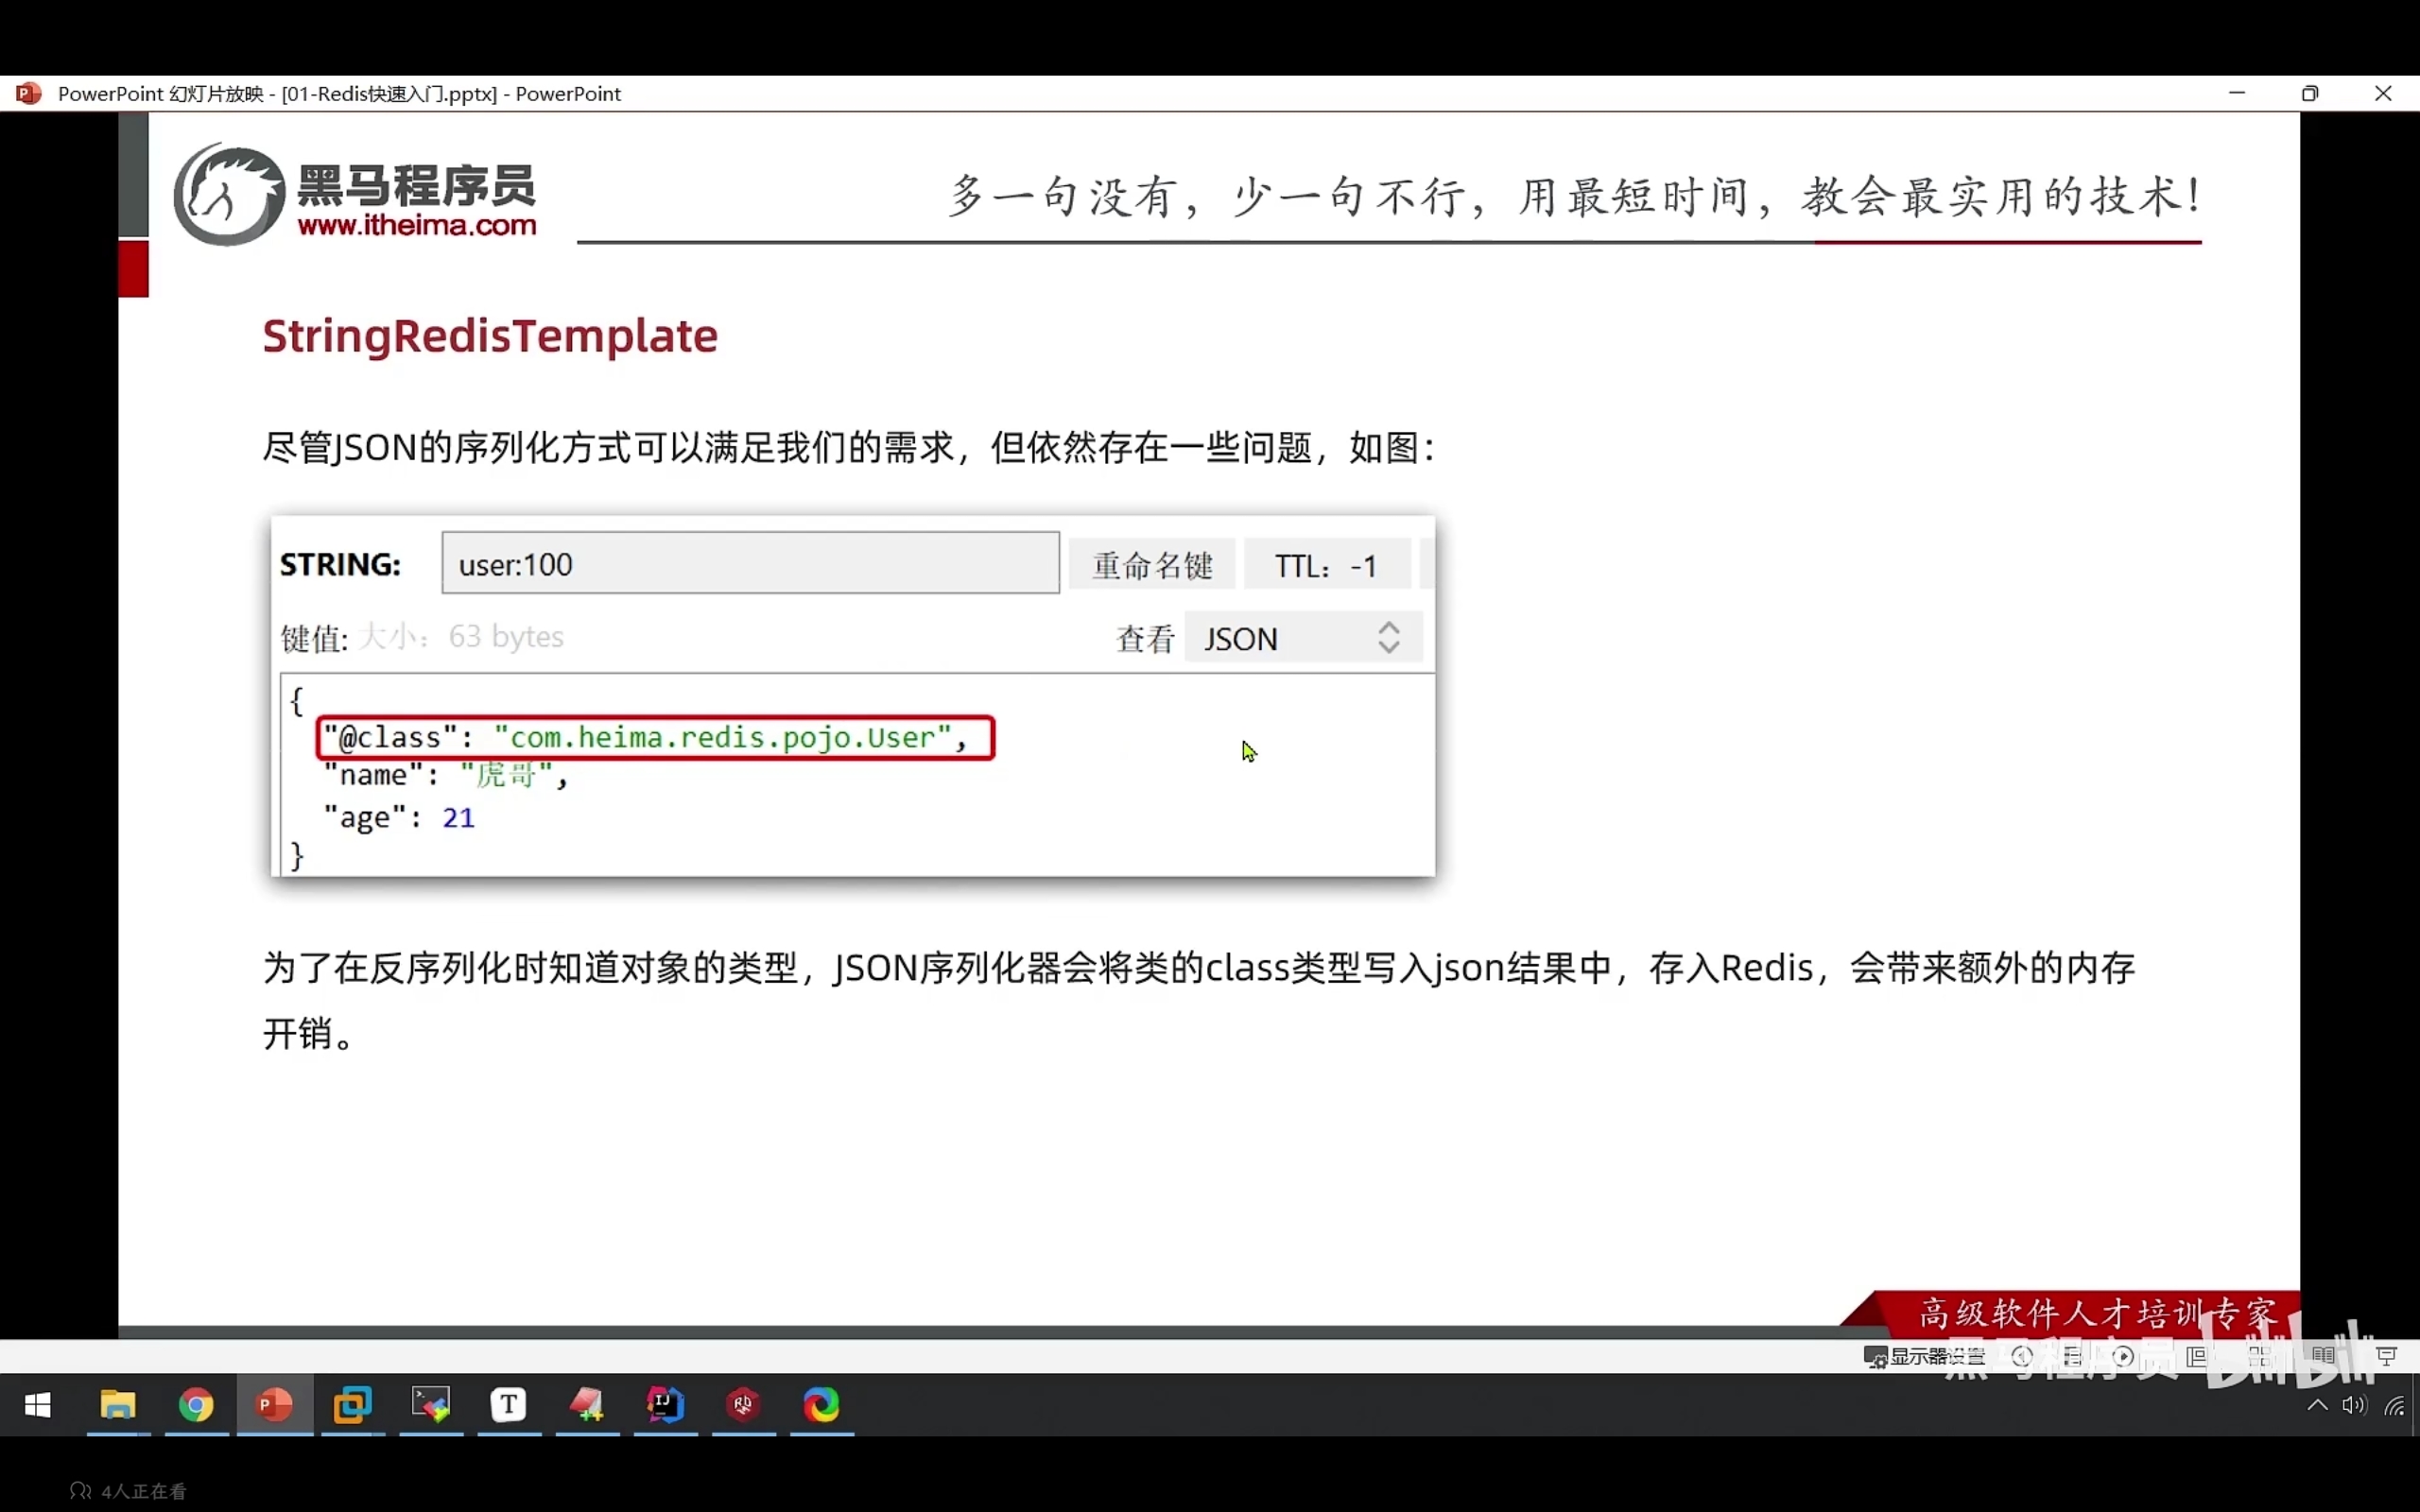 PowerPoint 幻灯片放映 - [01-Redis快速入门.pptx] - PowerPoint
黑马程序员
www.itheima.com
多一句没有，少一句不行，用最短时间，教会最实用的技术！
StringRedisTemplate
尽管JSON的序列化方式可以满足我们的需求，但依然存在一些问题，如图：
STRING: user:100 重命名键 TTL：-1
键值: 大小：63 bytes 查看 JSON
{
"@class": "com.heima.redis.pojo.User",
"name": "虎哥",
"age": 21
}
为了在反序列化时知道对象的类型，JSON序列化器会将类的class类型写入json结果中，存入Redis，会带来额外的内存
开销。
高级软件人才培训专家
黑马程序员 bilibili
显示器设置
4人正在看